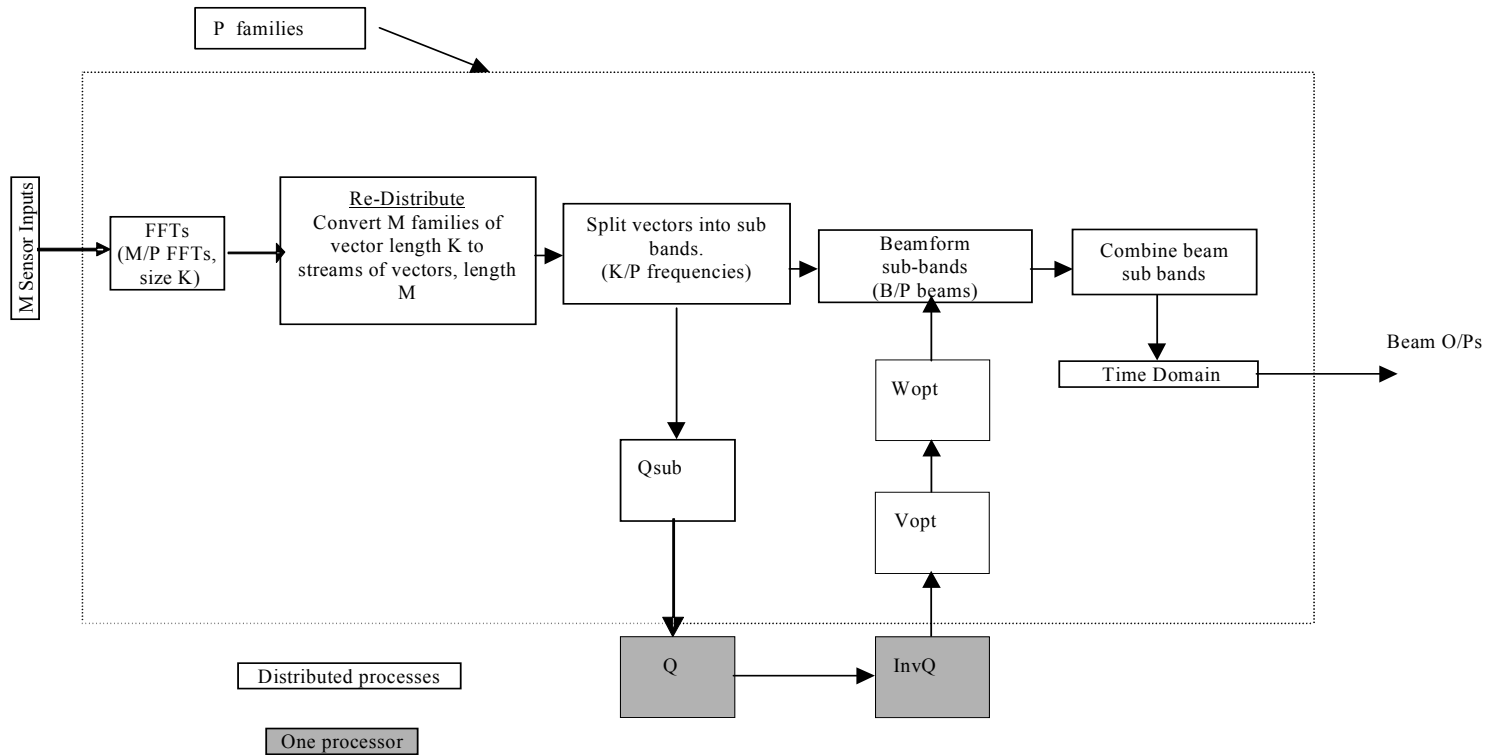 P families
M Sensor Inputs
FFTs
(M/P FFTs,
size K)
Re-Distribute
Convert M families of
vector length K to
streams of vectors, length
M
Split vectors into sub
bands.
(K/P frequencies)
Beamform
sub-bands
(B/P beams)
Combine beam
sub bands
Time Domain
Beam O/Ps
Wopt
Qsub
Vopt
Q
InvQ
Distributed processes
One processor